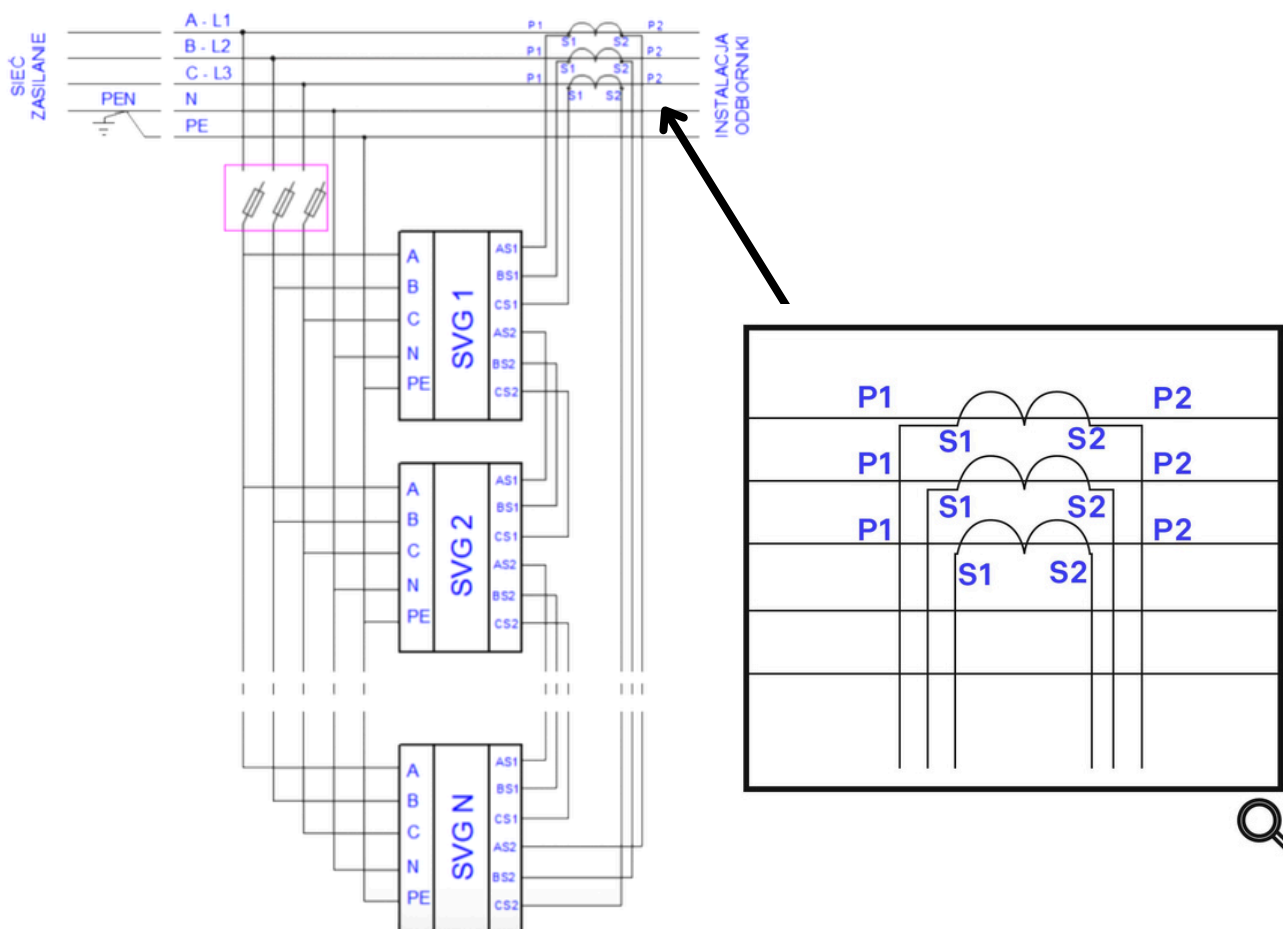 SIEĆ
ZASILANE
A - L1
B - L2
C - L3
PEN
N
PE
P1
S1
S2
P2
P1
S1
S2
P2
P1
S1
S2
P2
INSTALACJA
ODBIORNIKI
A
B
C
N
PE
SVG 1
AS1
BS1
CS1
AS2
BS2
CS2
A
B
C
N
PE
SVG 2
AS1
BS1
CS1
AS2
BS2
CS2
A
B
C
N
PE
SVG N
AS1
BS1
CS1
AS2
BS2
CS2
P1
P2
S1
S2
P1
P2
S1
S2
P1
P2
S1
S2